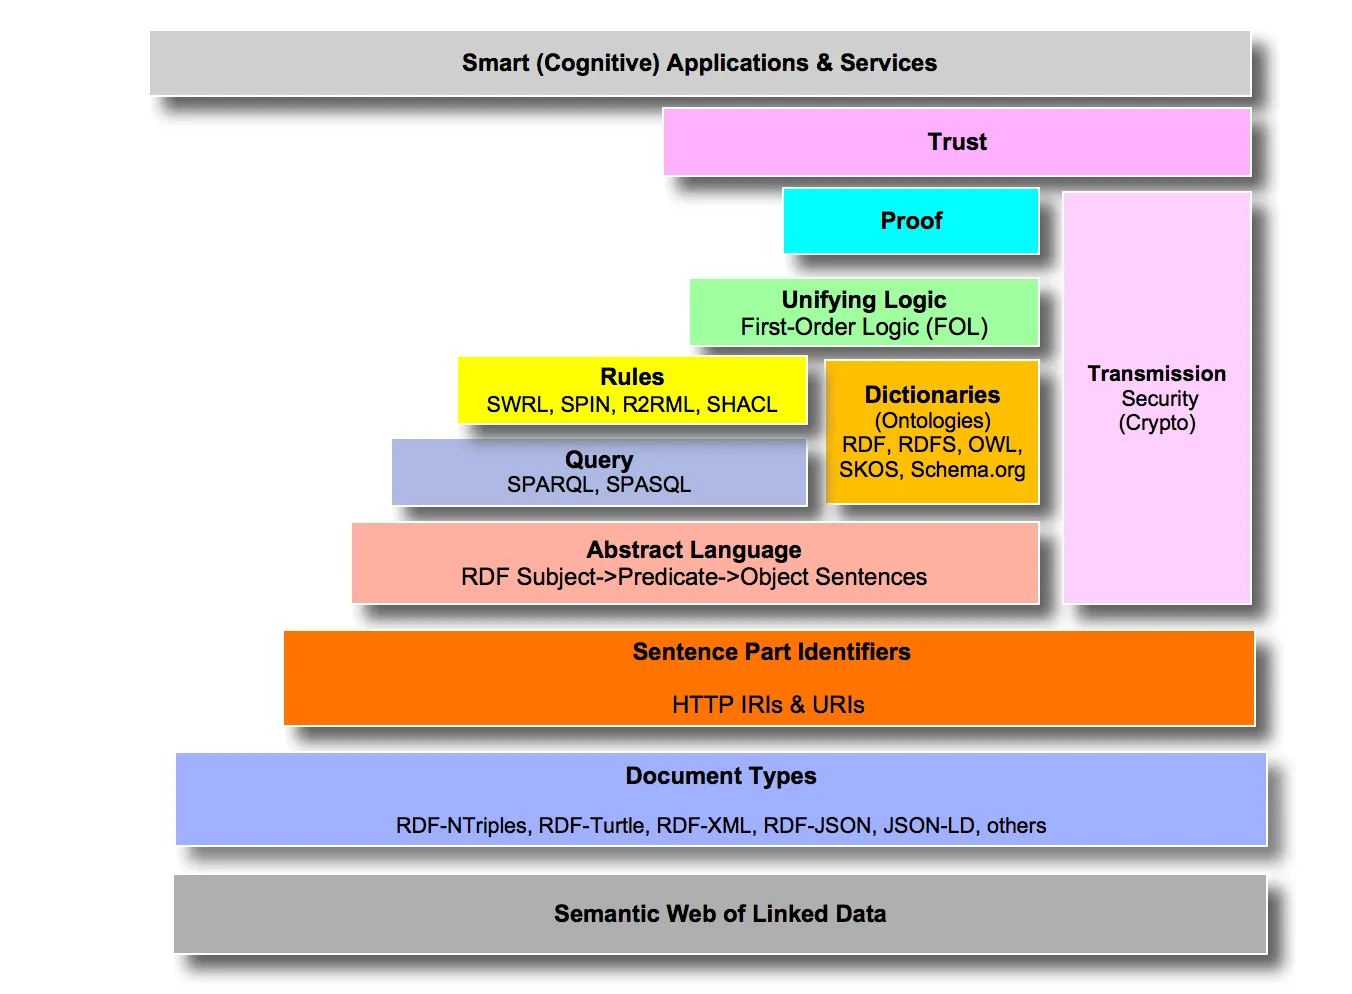 Smart (Cognitive) Applications & Services
Trust
Proof
Unifying Logic
First-Order Logic (FOL)
Rules
SWRL, SPIN, R2RML, SHACL
Query
SPARQL, SPASQL
Dictionaries
(Ontologies)
RDF, RDFS, OWL,
SKOS, Schema.org
Transmission
Security
(Crypto)
Abstract Language
RDF Subject->Predicate->Object Sentences
Sentence Part Identifiers
HTTP IRIs & URIs
Document Types
RDF-NTriples, RDF-Turtle, RDF-XML, RDF-JSON, JSON-LD, others
Semantic Web of Linked Data